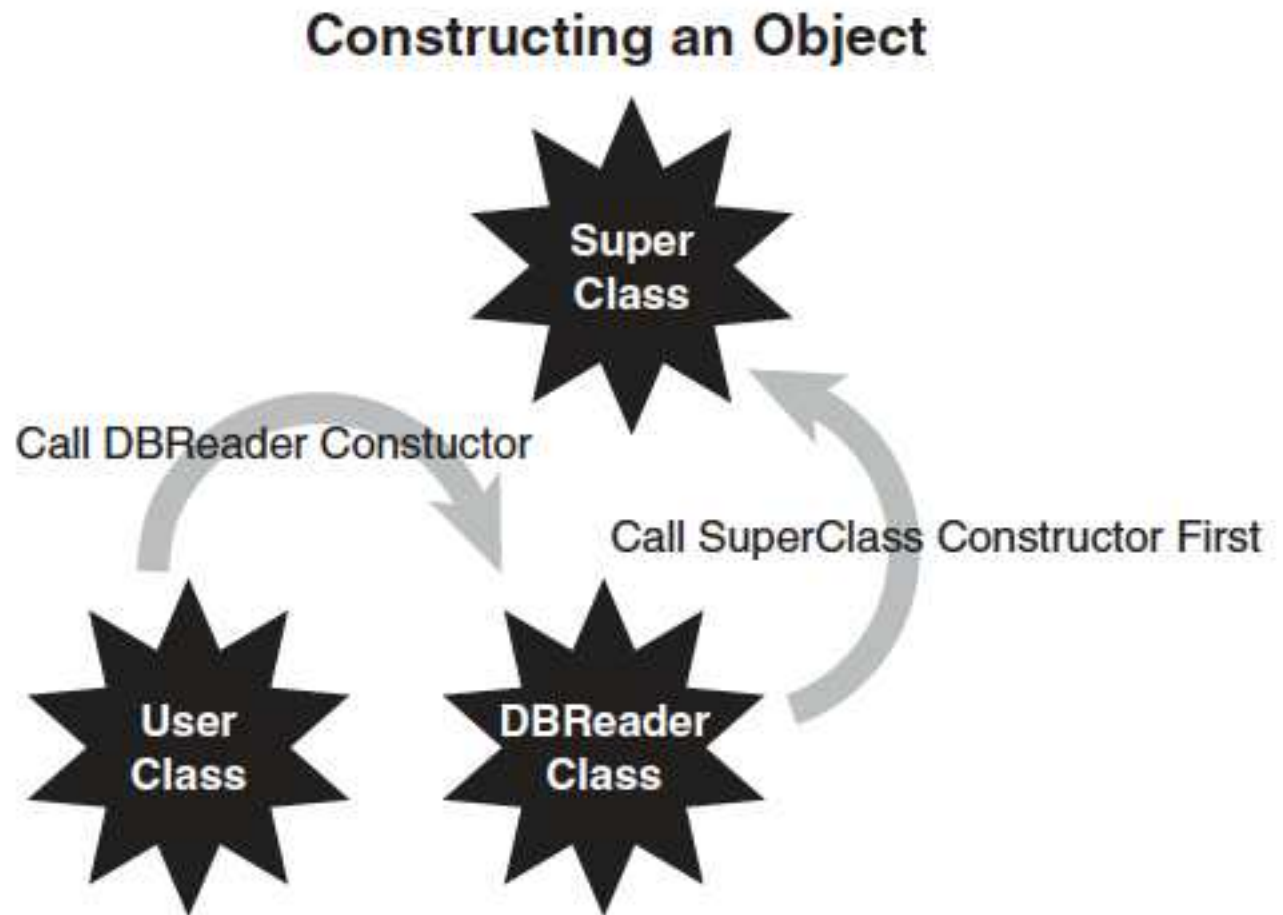 Constructing an Object
Super
Class
Call DBReader Constuctor
Call SuperClass Constructor First
User
Class
DBReader
Class